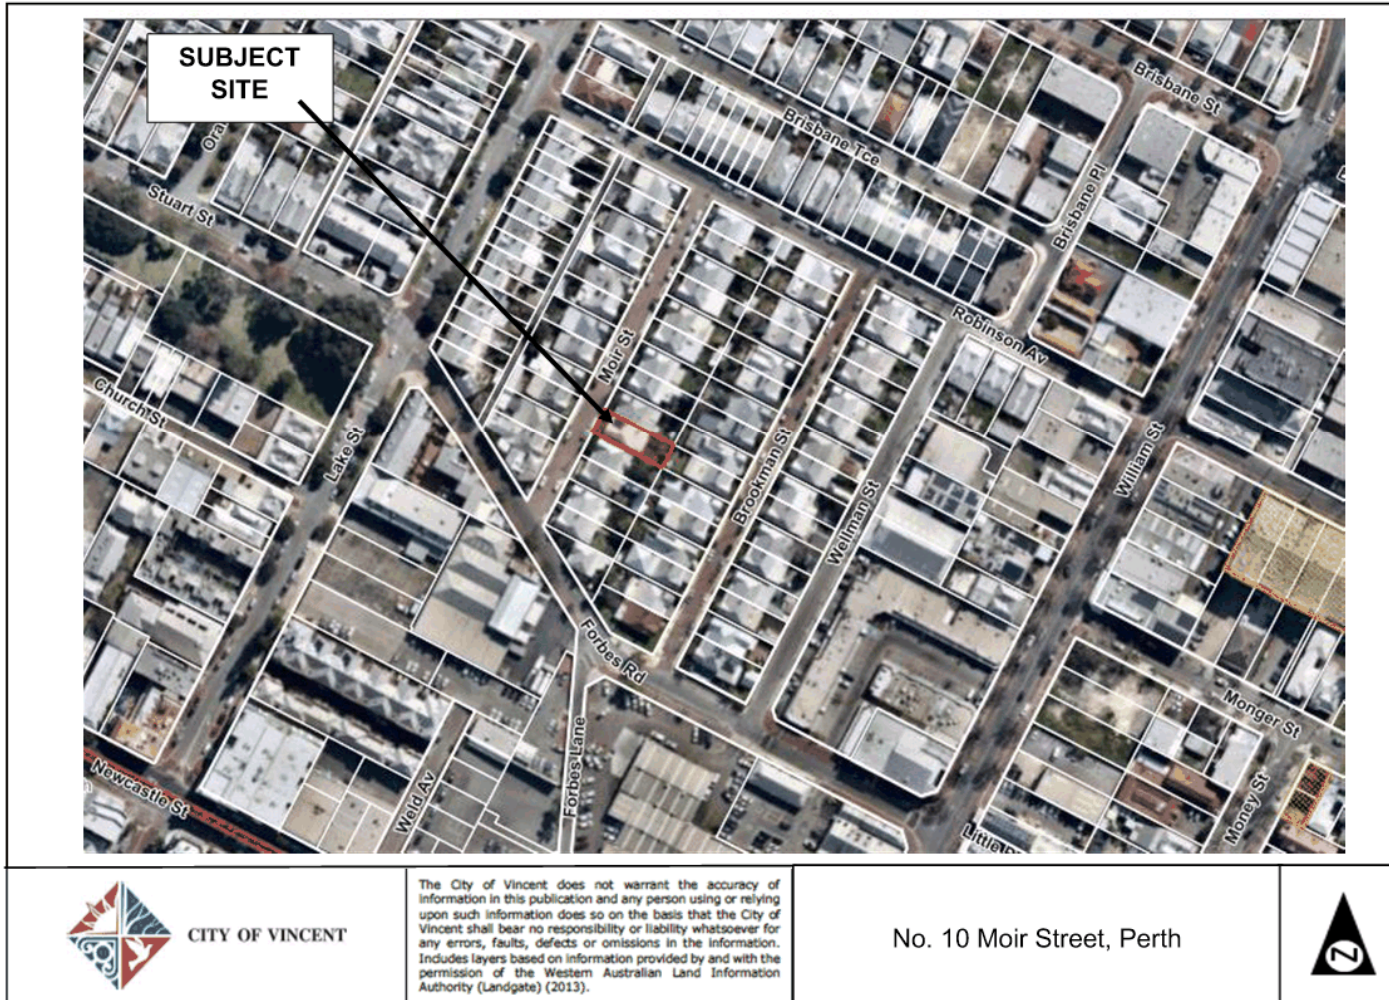 SUBJECT
SITE
Brisbane St
Brisbane Tce
Stuart St
Brisbane Pl
Robinson Av
Moir St
Church St
Lake St
Brookman St
William St
Wellman St
Forbes Rd
Monger St
Newcastle St
Weld Av
Forbes Lane
Money St
Little
CITY OF VINCENT
The City of Vincent does not warrant the accuracy of
information in this publication and any person using or relying
upon such information does so on the basis that the City of
Vincent shall bear no responsibility or liability whatsoever for
any errors, faults, defects or omissions in the information.
Includes layers based on information provided by and with the
permission of the Western Australian Land Information
Authority (Landgate) (2013).
No. 10 Moir Street, Perth
N